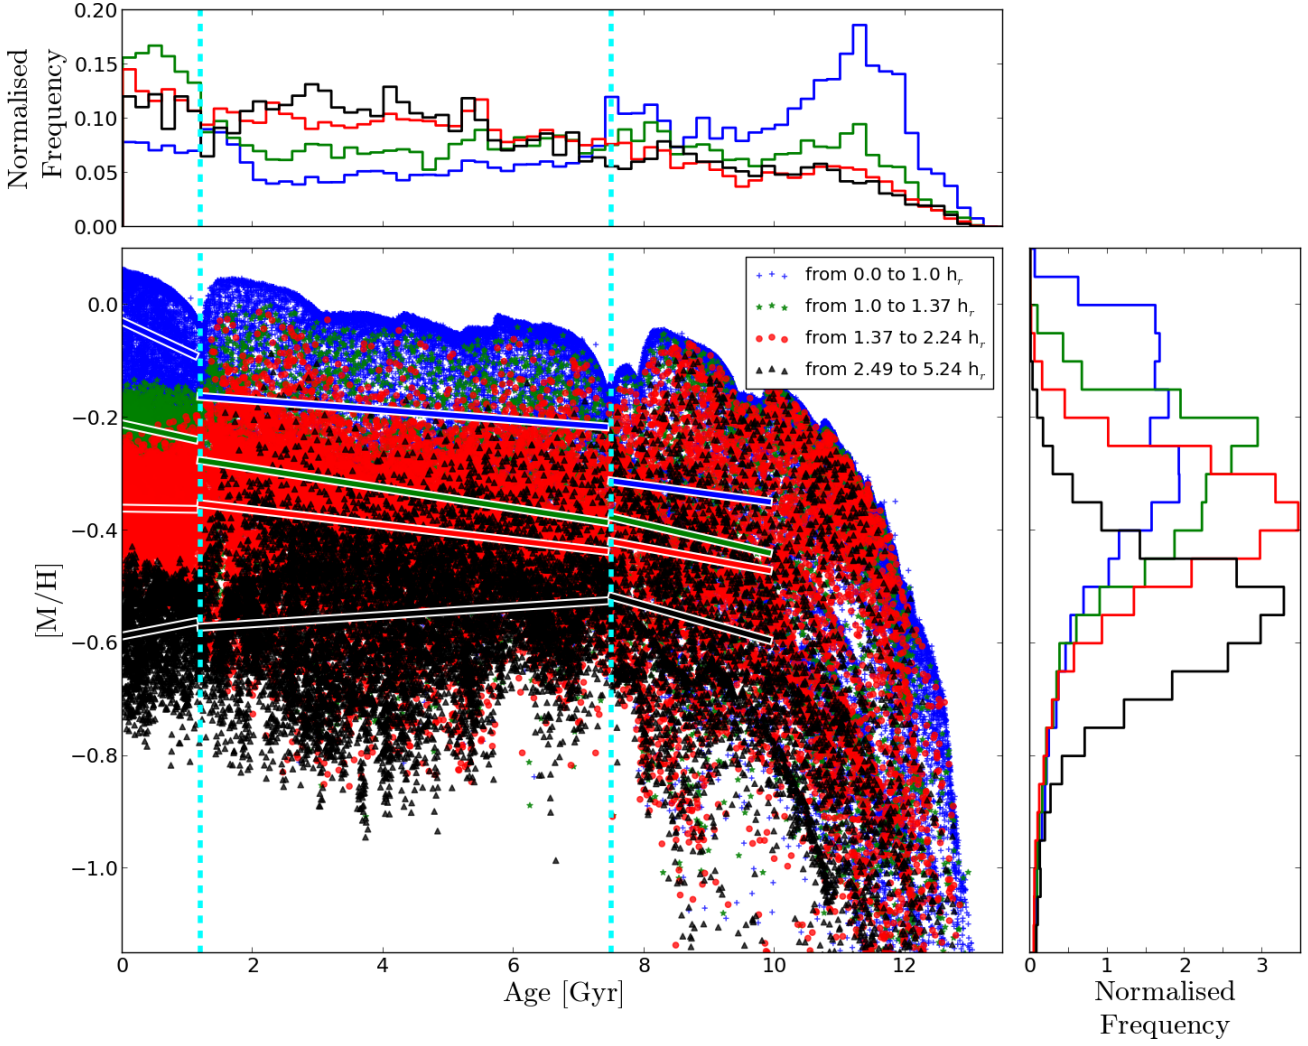 0.20
0.15
0.10
0.05
0.00
Normalised
Frequency
from 0.0 to 1.0 hᵣ
from 1.0 to 1.37 hᵣ
from 1.37 to 2.24 hᵣ
from 2.49 to 5.24 hᵣ
0.0
−0.2
−0.4
−0.6
−0.8
−1.0
[M/H]
0 2 4 6 8 10 12
Age [Gyr]
0 1 2 3
Normalised
Frequency